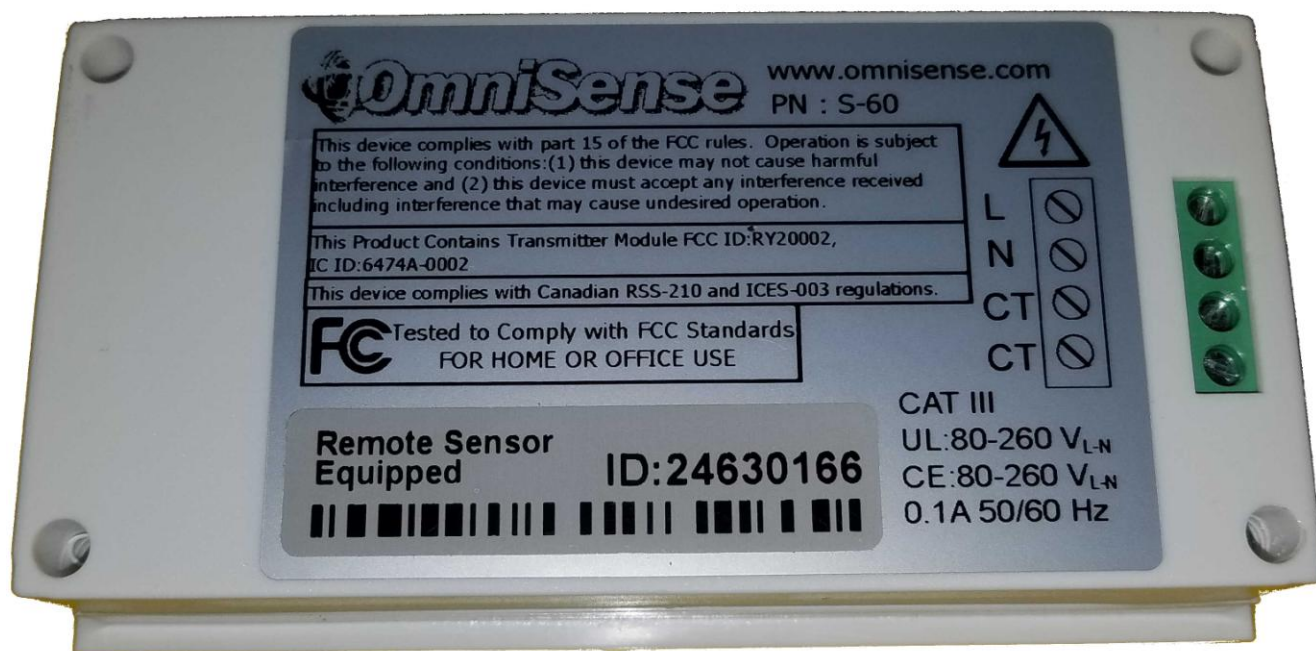 OmniSense
www.omnisense.com
PN : S-60
This device complies with part 15 of the FCC rules. Operation is subject
to the following conditions:(1) this device may not cause harmful
interference and (2) this device must accept any interference received
including interference that may cause undesired operation.
This Product Contains Transmitter Module FCC ID:RY20002,
IC ID:6474A-0002
This device complies with Canadian RSS-210 and ICES-003 regulations.
FC Tested to Comply with FCC Standards
FOR HOME OR OFFICE USE
L
N
CT
CT
Remote Sensor
Equipped ID:24630166
CAT III
UL:80-260 VL-N
CE:80-260 VL-N
0.1A 50/60 Hz